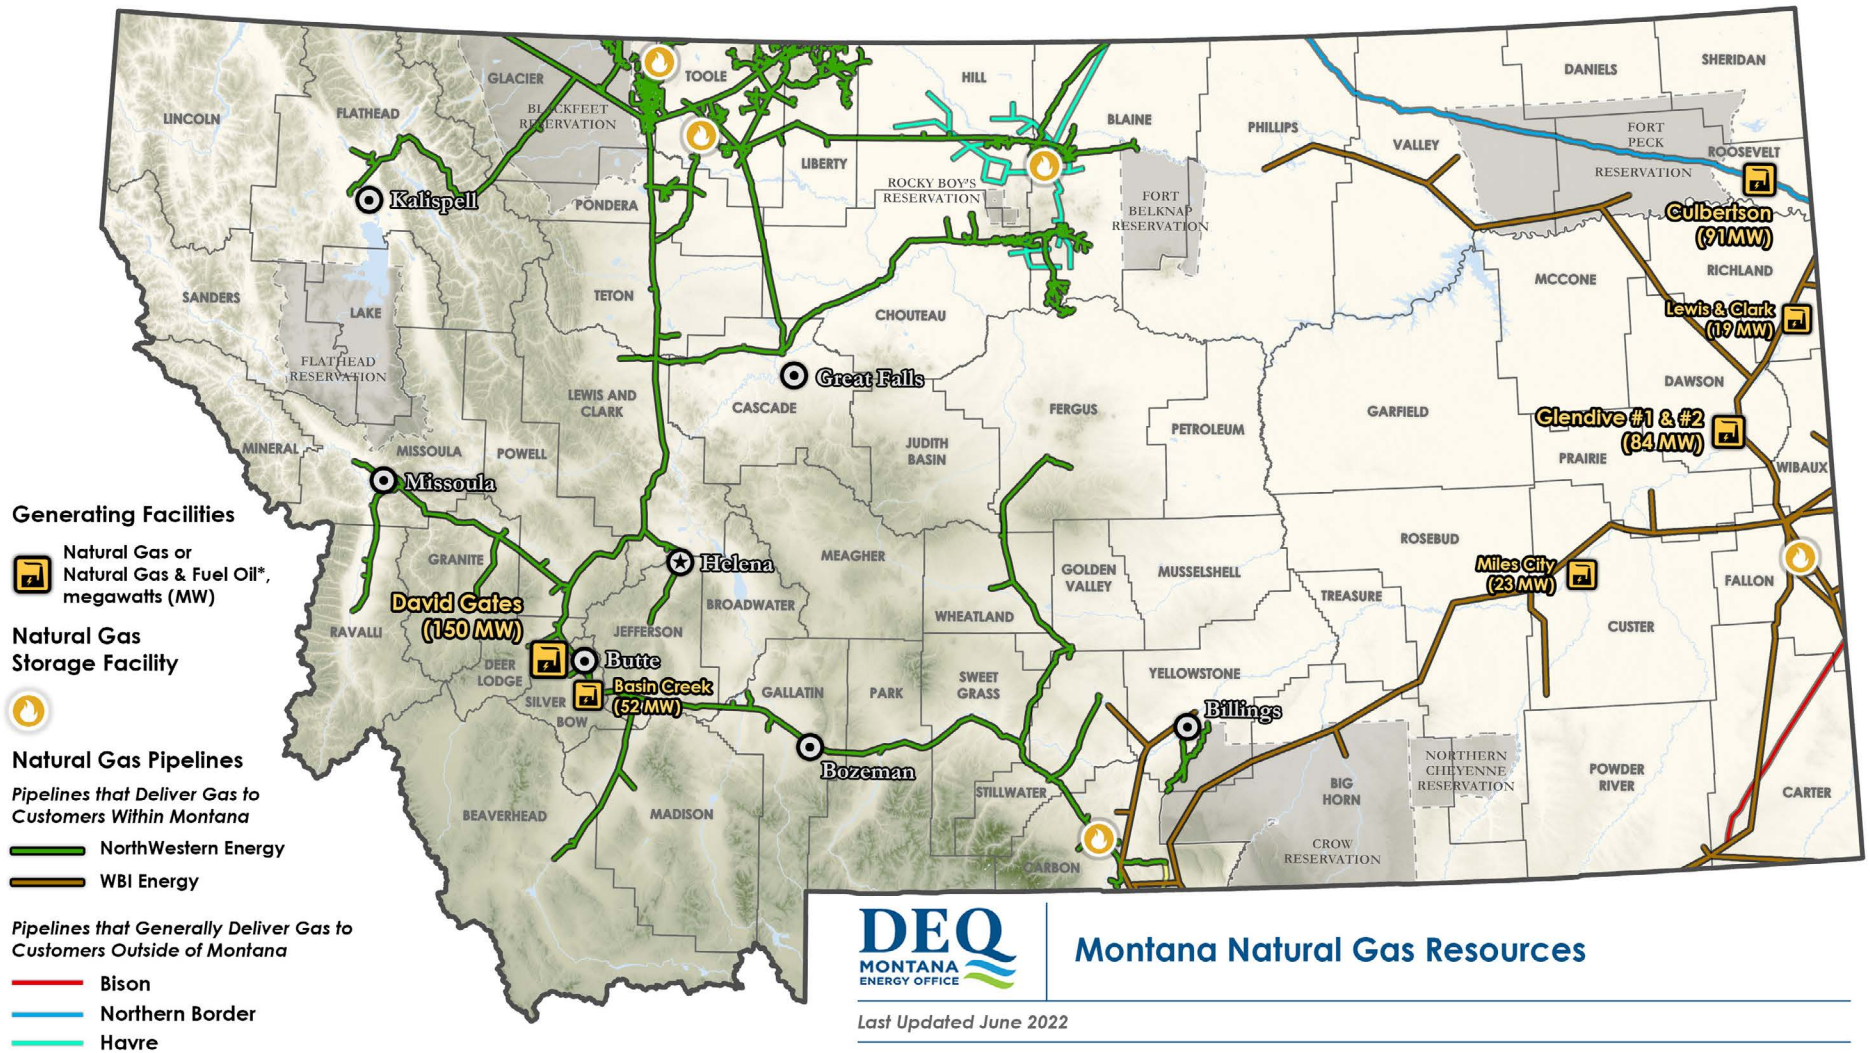 GLACIER
TOOLE
HILL
DANIELS
SHERIDAN
LINCOLN
FLATHEAD
BLACKFEET
RESERVATION
LIBERTY
BLAINE
PHILLIPS
VALLEY
FORT
PECK
RESERVATION
ROOSEVELT
Kalispell
PONDERA
ROCKY BOY'S
RESERVATION
FORT
BELKNAP
RESERVATION
Culbertson
(91MW)
SANDERS
LAKE
TETON
CHOUTEAU
MCCONE
RICHLAND
Lewis & Clark
(19 MW)
FLATHEAD
RESERVATION
Great Falls
LEWIS AND
CLARK
CASCADE
FERGUS
PETROLEUM
GARFIELD
DAWSON
Glendive #1 & #2
(84 MW)
MINERAL
MISSOULA
POWELL
JUDITH
BASIN
PRAIRIE
WIBAUX
Missoula
GRANITE
Helena
MEAGHER
GOLDEN
VALLEY
MUSSELSHELL
ROSEBUD
Miles City
(23 MW)
TREASURE
FALLON
David Gates
(150 MW)
RAVALLI
JEFFERSON
BROADWATER
WHEATLAND
CUSTER
DEER
LODGE
Butte
Basin Creek
(52 MW)
SILVER
BOW
GALLATIN
PARK
SWEET
GRASS
YELLOWSTONE
Billings
Bozeman
STILLWATER
BEAVERHEAD
MADISON
CARBON
BIG
HORN
CROW
RESERVATION
NORTHERN
CHEYENNE
RESERVATION
POWDER
RIVER
CARTER
Generating Facilities
Natural Gas or
Natural Gas & Fuel Oil*,
megawatts (MW)
Natural Gas
Storage Facility
Natural Gas Pipelines
Pipelines that Deliver Gas to
Customers Within Montana
NorthWestern Energy
WBI Energy
Pipelines that Generally Deliver Gas to
Customers Outside of Montana
Bison
Northern Border
Havre
DEQ
MONTANA
ENERGY OFFICE
Montana Natural Gas Resources
Last Updated June 2022